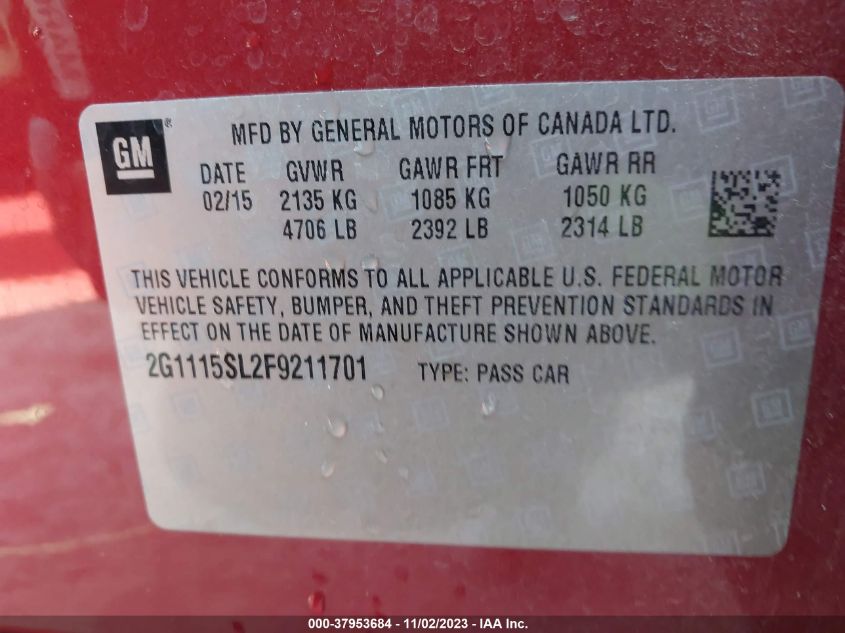 GM®
MFD BY GENERAL MOTORS OF CANADA LTD.
DATE GVWR GAWR FRT GAWR RR
02/15 2135 KG 1085 KG 1050 KG
4706 LB 2392 LB 2314 LB
THIS VEHICLE CONFORMS TO ALL APPLICABLE U.S. FEDERAL MOTOR
VEHICLE SAFETY, BUMPER, AND THEFT PREVENTION STANDARDS IN
EFFECT ON THE DATE OF MANUFACTURE SHOWN ABOVE.
2G1115SL2F9211701 TYPE: PASS CAR
000-37953684 - 11/02/2023 - IAA Inc.